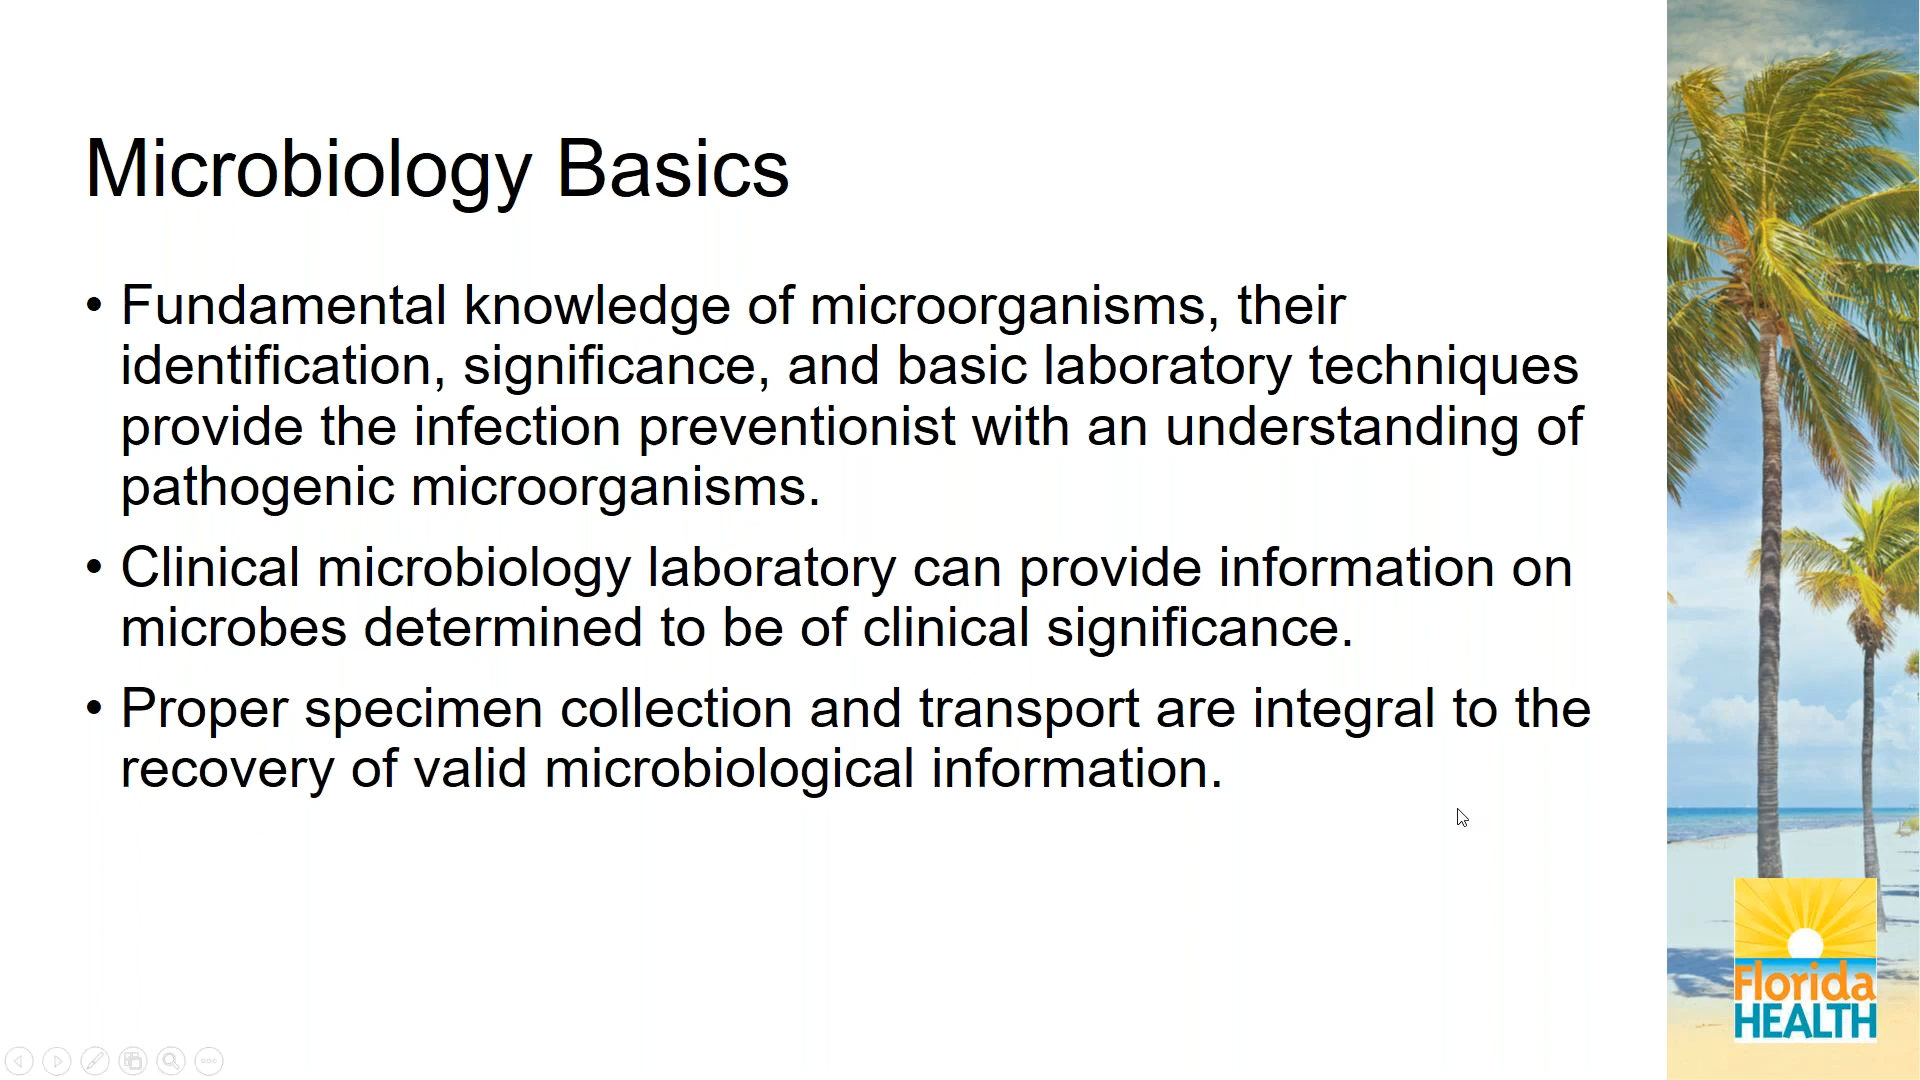 Microbiology Basics
• Fundamental knowledge of microorganisms, their
identification, significance, and basic laboratory techniques
provide the infection preventionist with an understanding of
pathogenic microorganisms.
• Clinical microbiology laboratory can provide information on
microbes determined to be of clinical significance.
• Proper specimen collection and transport are integral to the
recovery of valid microbiological information.
Florida
HEALTH